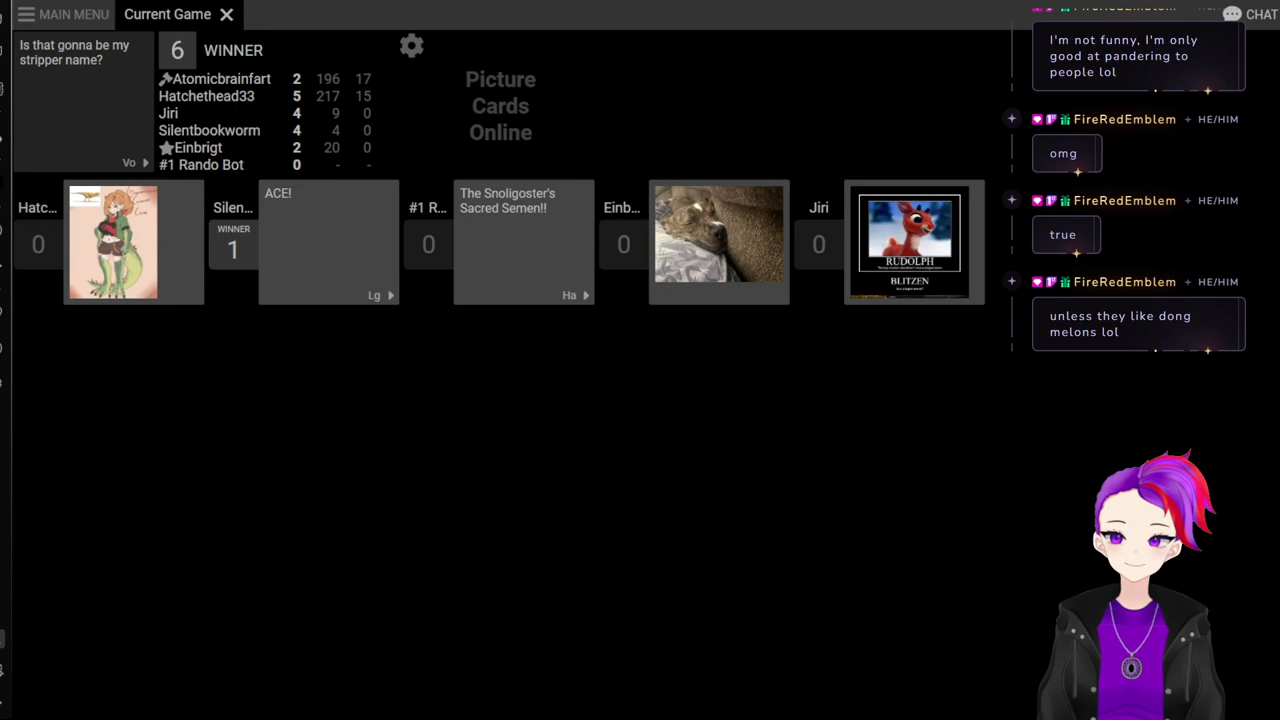 MAIN MENU
Current Game
CHAT
Is that gonna be my
stripper name?
Vo
6
WINNER
Atomicbrainfart 2 196 17
Hatchethead33 5 217 15
Jiri 4 9 0
Silentbookworm 4 4 0
Einbrigt 2 20 0
#1 Rando Bot 0 - -
Picture
Cards
Online
Hatc...
0
Silen...
WINNER
1
ACE!
Lg
#1 R...
0
The Snoligoster's
Sacred Semen!!
Ha
Einb...
0
Jiri
0
RUDOLPH
BLITZEN
I'm not funny, I'm only
good at pandering to
people lol
FireRedEmblem HE/HIM
omg
FireRedEmblem HE/HIM
true
FireRedEmblem HE/HIM
unless they like dong
melons lol